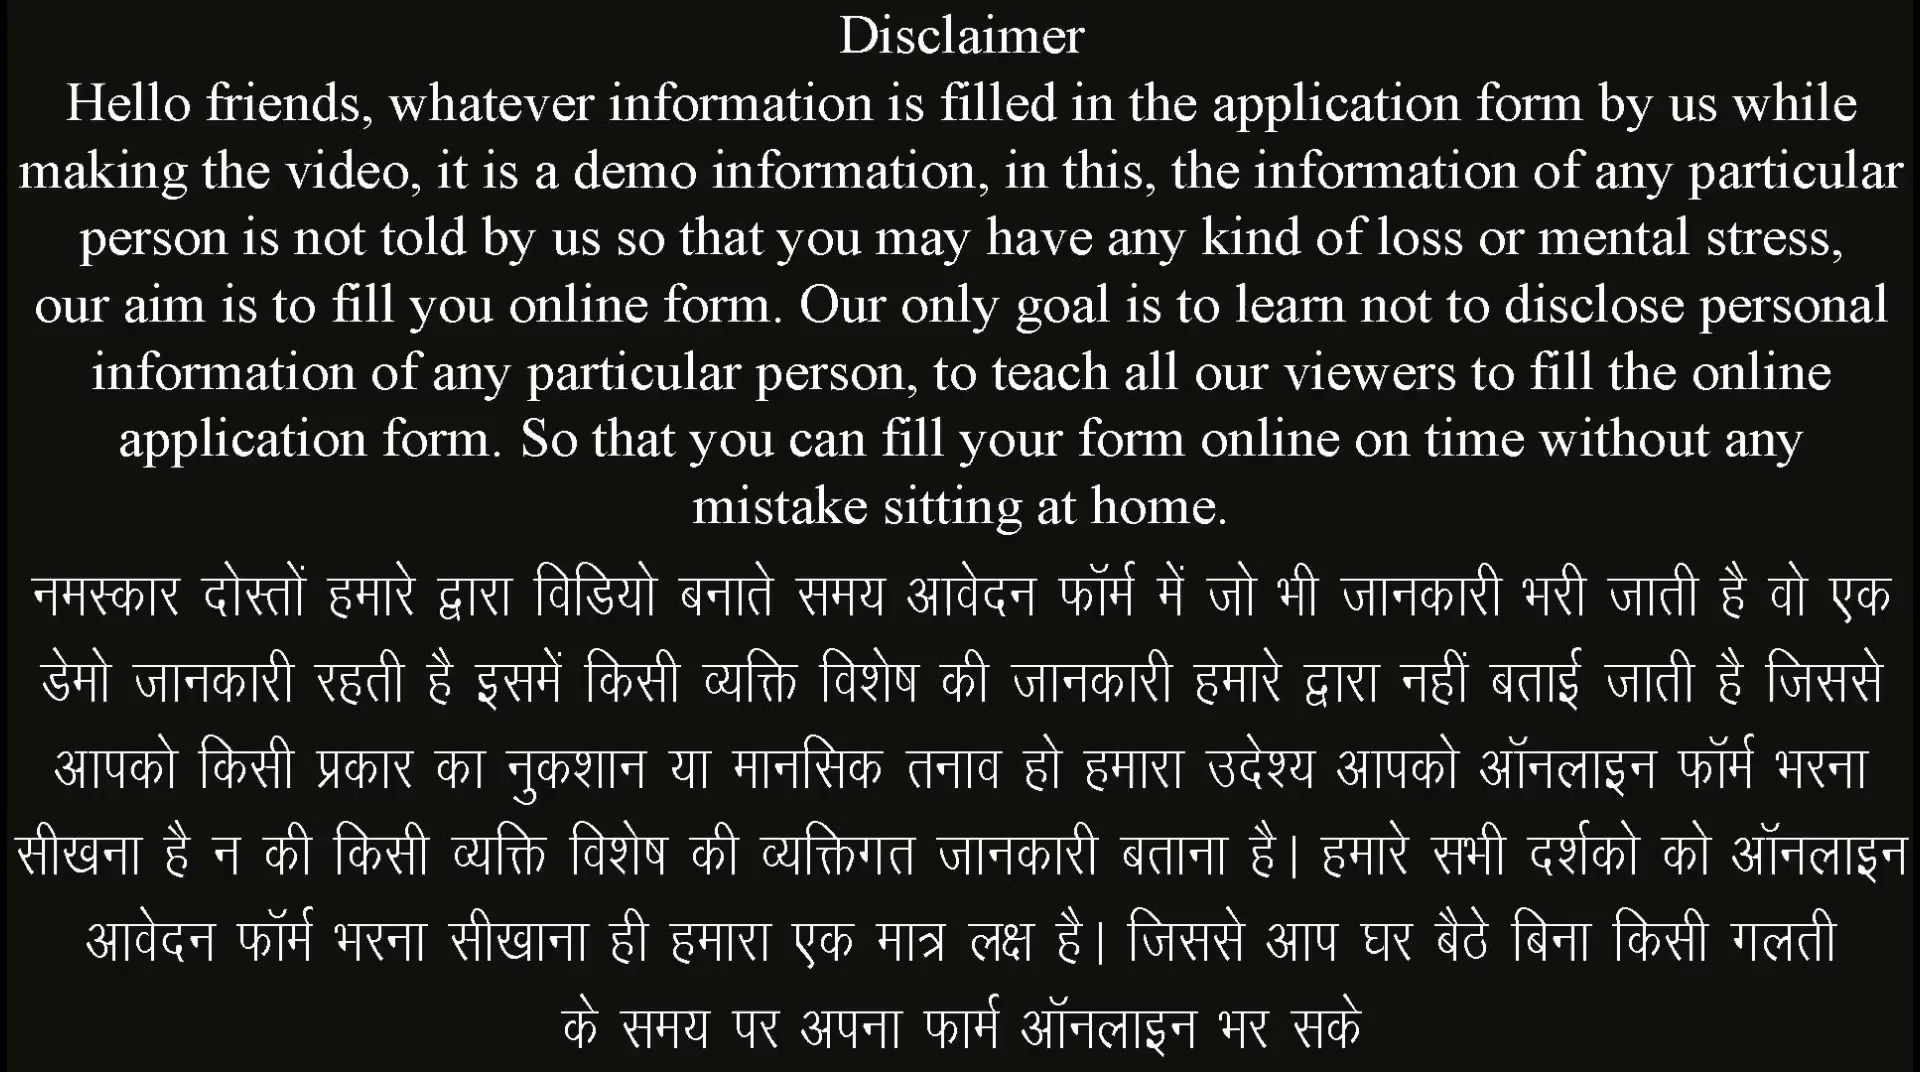 Disclaimer
Hello friends, whatever information is filled in the application form by us while
making the video, it is a demo information, in this, the information of any particular
person is not told by us so that you may have any kind of loss or mental stress,
our aim is to fill you online form. Our only goal is to learn not to disclose personal
information of any particular person, to teach all our viewers to fill the online
application form. So that you can fill your form online on time without any
mistake sitting at home.
नमस्कार दोस्तों हमारे द्वारा विडियो बनाते समय आवेदन फॉर्म में जो भी जानकारी भरी जाती है वो एक
डेमो जानकारी रहती है इसमें किसी व्यक्ति विशेष की जानकारी हमारे द्वारा नहीं बताई जाती है जिससे
आपको किसी प्रकार का नुकशान या मानसिक तनाव हो हमारा उदेश्य आपको ऑनलाइन फॉर्म भरना
सीखना है न की किसी व्यक्ति विशेष की व्यक्तिगत जानकारी बताना है। हमारे सभी दर्शको को ऑनलाइन
आवेदन फॉर्म भरना सीखाना ही हमारा एक मात्र लक्ष है। जिससे आप घर बैठे बिना किसी गलती
के समय पर अपना फार्म ऑनलाइन भर सके